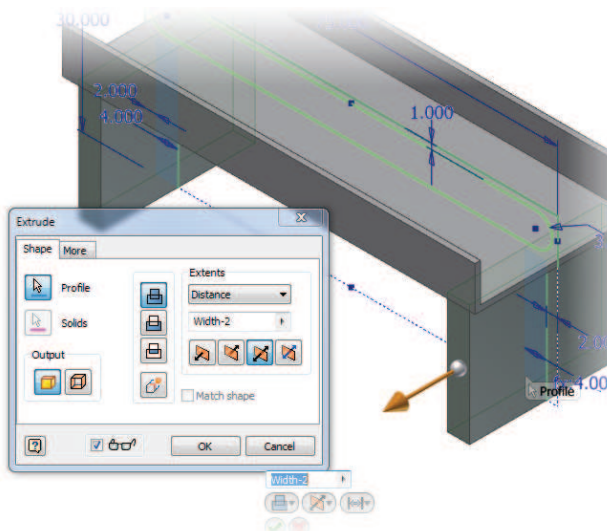 30.000
2.000
4.000
1.000
Extrude
Shape More
Profile
Solids
Output
Extents
Distance
Width-2
Match shape
OK Cancel
4.000
Profile
Width-2